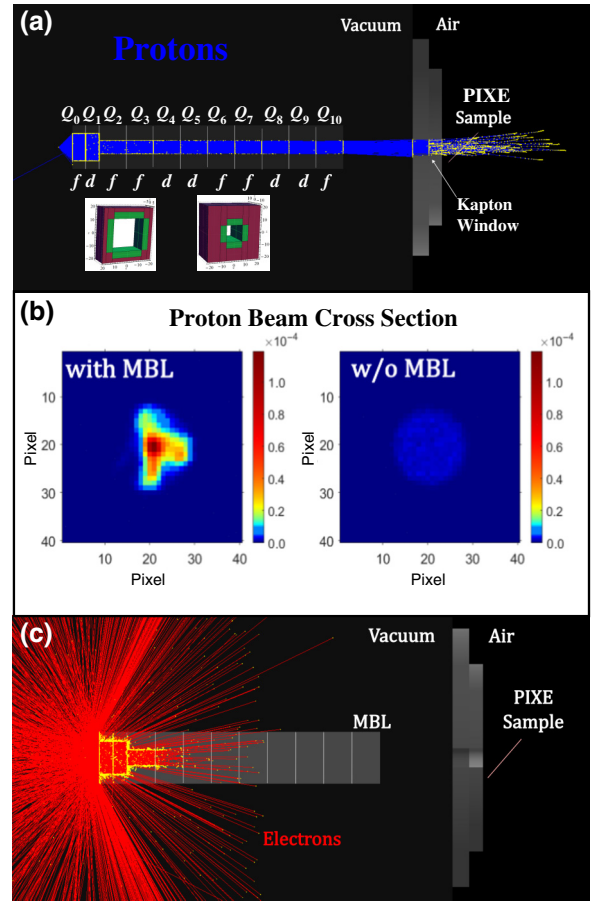 (a)
Vacuum Air
Protons
Q0 Q1 Q2 Q3 Q4 Q5 Q6 Q7 Q8 Q9 Q10
PIXE
Sample
f d f f d d f f d d f
Kapton
Window
(b)
Proton Beam Cross Section
×10⁻⁴ ×10⁻⁴
with MBL w/o MBL
1.0 1.0
10 0.8 10 0.8
Pixel 20 0.6 Pixel 20 0.6
30 0.4 30 0.4
0.2 0.2
40 0.0 40 0.0
10 20 30 40 10 20 30 40
Pixel Pixel
(c)
Vacuum Air
MBL
PIXE
Sample
Electrons